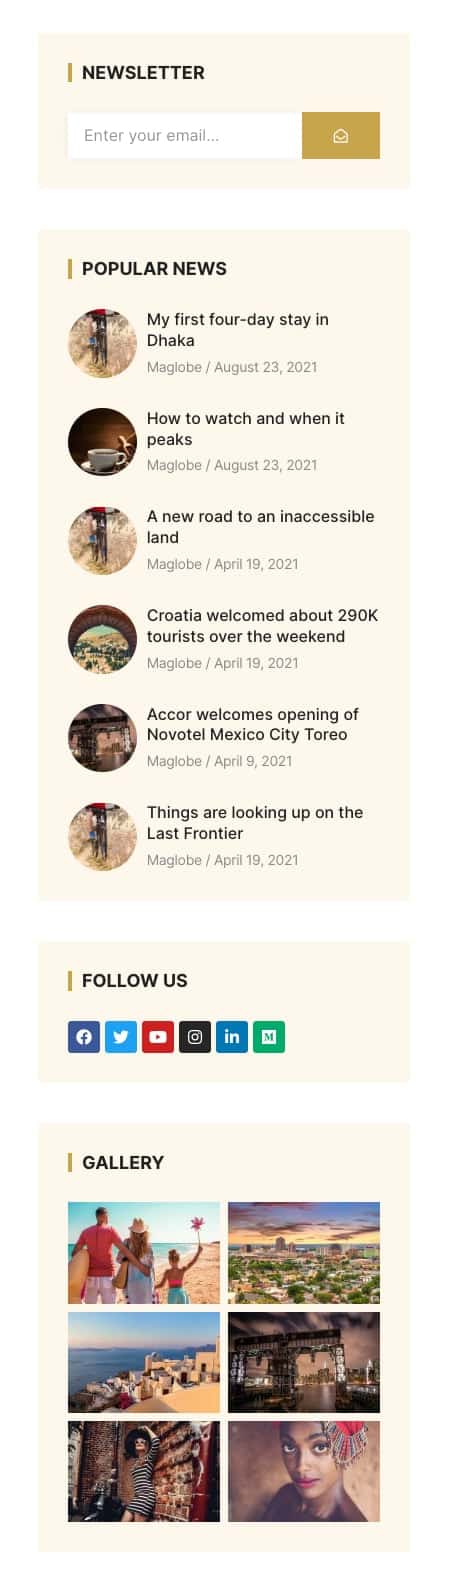 NEWSLETTER
Enter your email...
POPULAR NEWS
My first four-day stay in
Dhaka
Maglobe / August 23, 2021
How to watch and when it
peaks
Maglobe / August 23, 2021
A new road to an inaccessible
land
Maglobe / April 19, 2021
Croatia welcomed about 290K
tourists over the weekend
Maglobe / April 19, 2021
Accor welcomes opening of
Novotel Mexico City Toreo
Maglobe / April 9, 2021
Things are looking up on the
Last Frontier
Maglobe / April 19, 2021
FOLLOW US
GALLERY